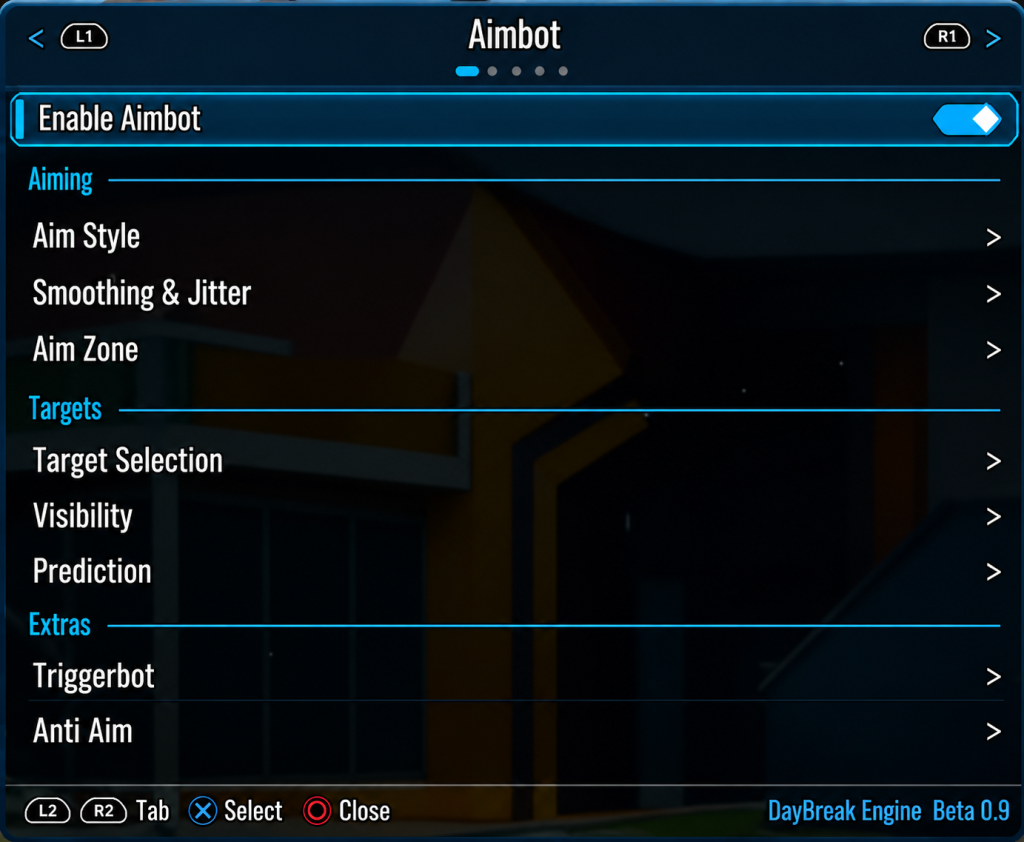 < L1 Aimbot R1 >
Enable Aimbot
Aiming
Aim Style >
Smoothing & Jitter >
Aim Zone >
Targets
Target Selection >
Visibility >
Prediction >
Extras
Triggerbot >
Anti Aim >
L2 R2 Tab Select Close DayBreak Engine Beta 0.9